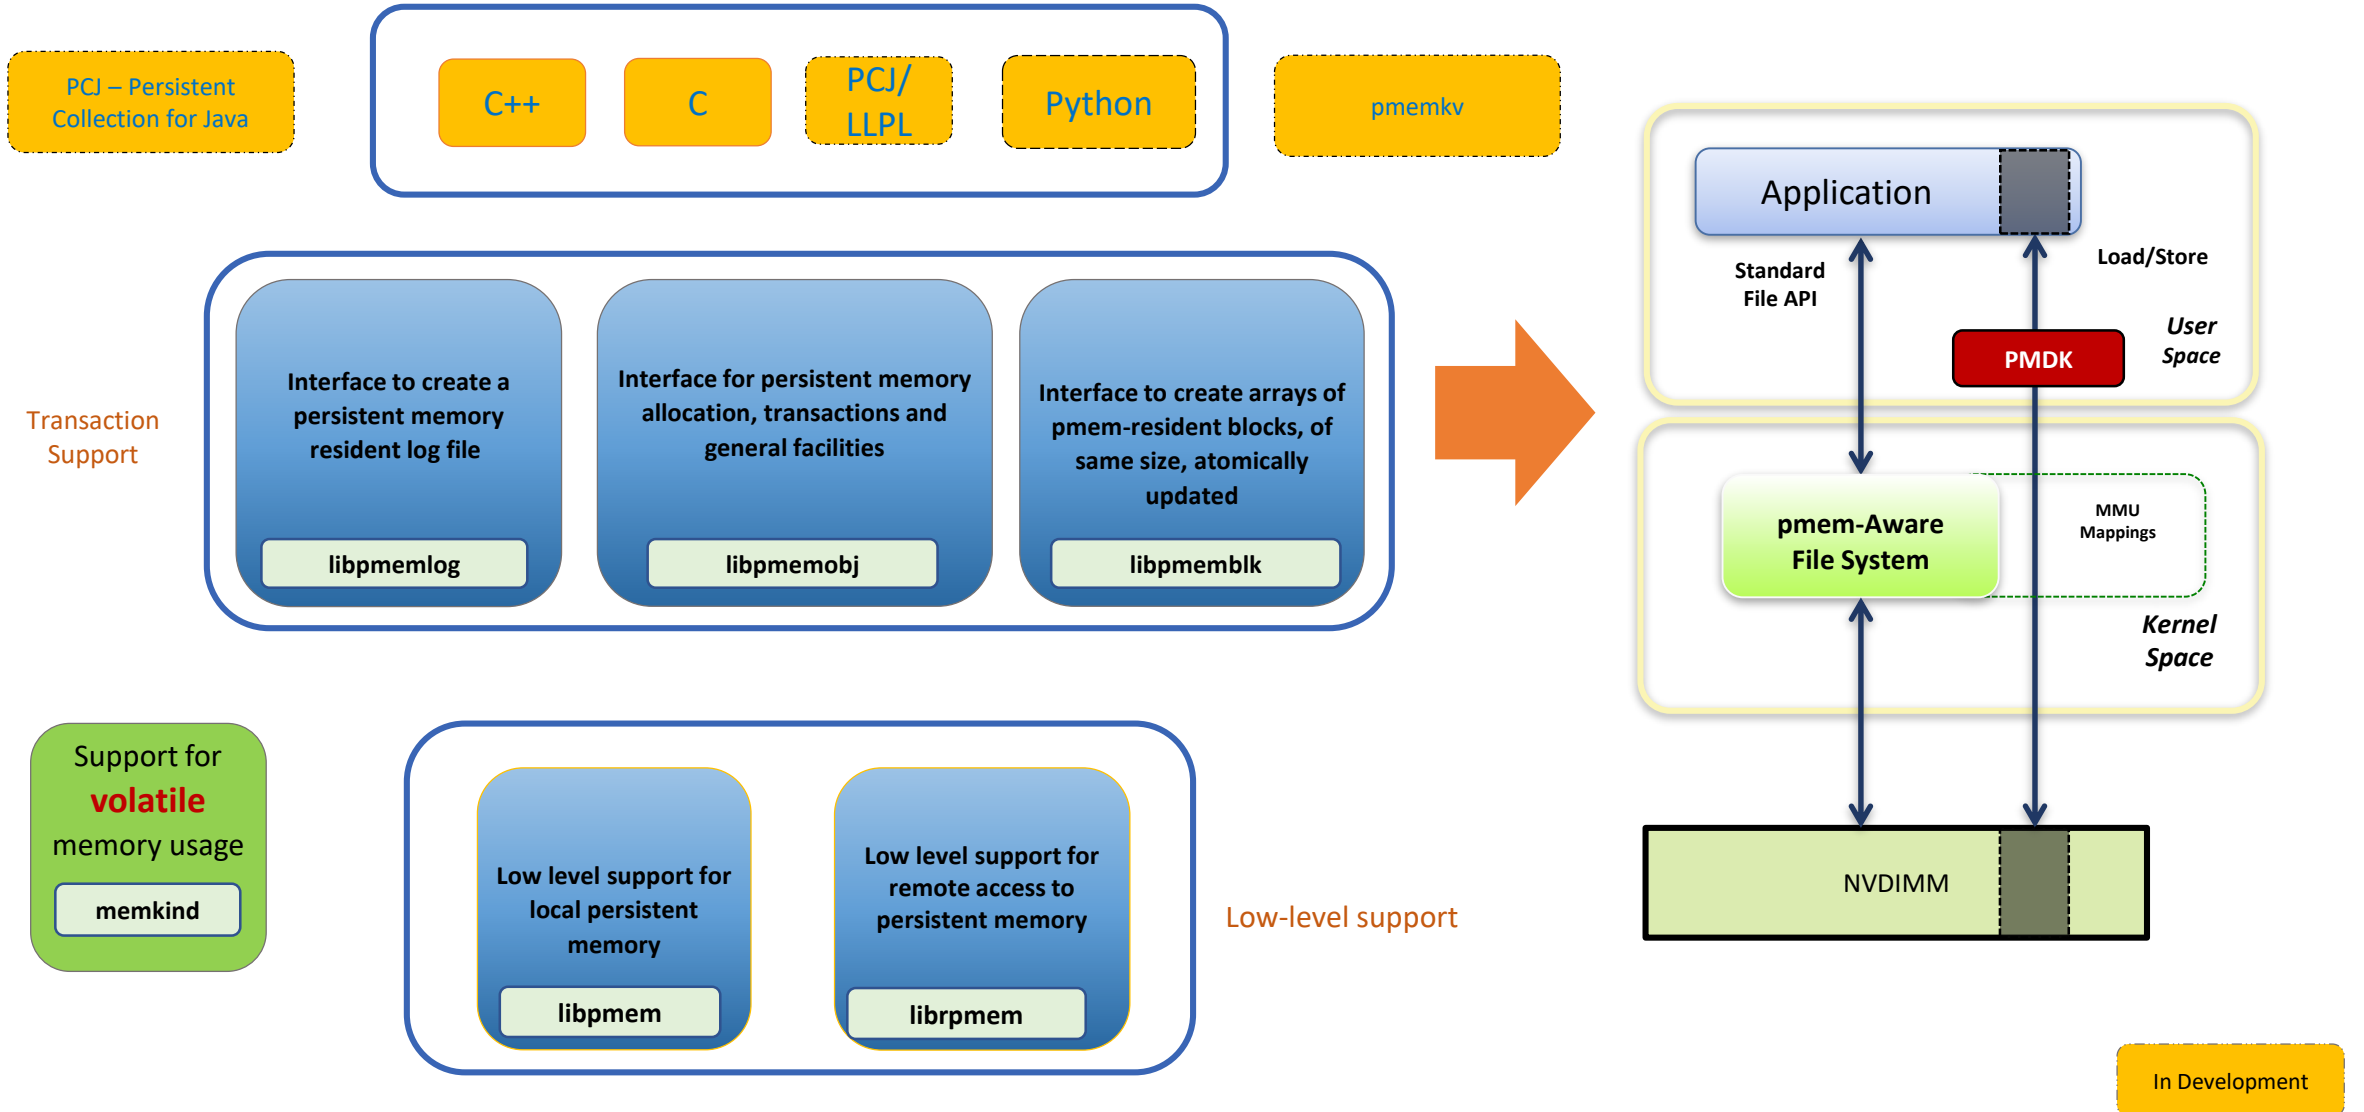 PCJ – Persistent
Collection for Java
C++
C
PCJ/
LLPL
Python
pmemkv
Transaction
Support
Interface to create a
persistent memory
resident log file
libpmemlog
Interface for persistent memory
allocation, transactions and
general facilities
libpmemobj
Interface to create arrays of
pmem-resident blocks, of
same size, atomically
updated
libpmemblk
Support for
volatile
memory usage
memkind
Low level support for
local persistent
memory
libpmem
Low level support for
remote access to
persistent memory
librpmem
Low-level support
Application
Standard
File API
Load/Store
User
Space
PMDK
pmem-Aware
File System
MMU
Mappings
Kernel
Space
NVDIMM
In Development